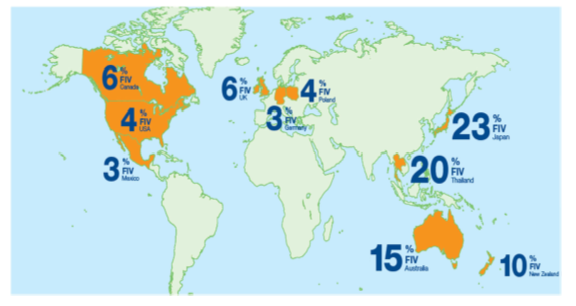 6 %
FIV
Canada
4 %
FIV
USA
3 %
FIV
Mexico
6 %
FIV
UK
4 %
FIV
Poland
3 %
FIV
Germany
23 %
FIV
Japan
20 %
FIV
Thailand
15 %
FIV
Australia
10 %
FIV
New Zealand